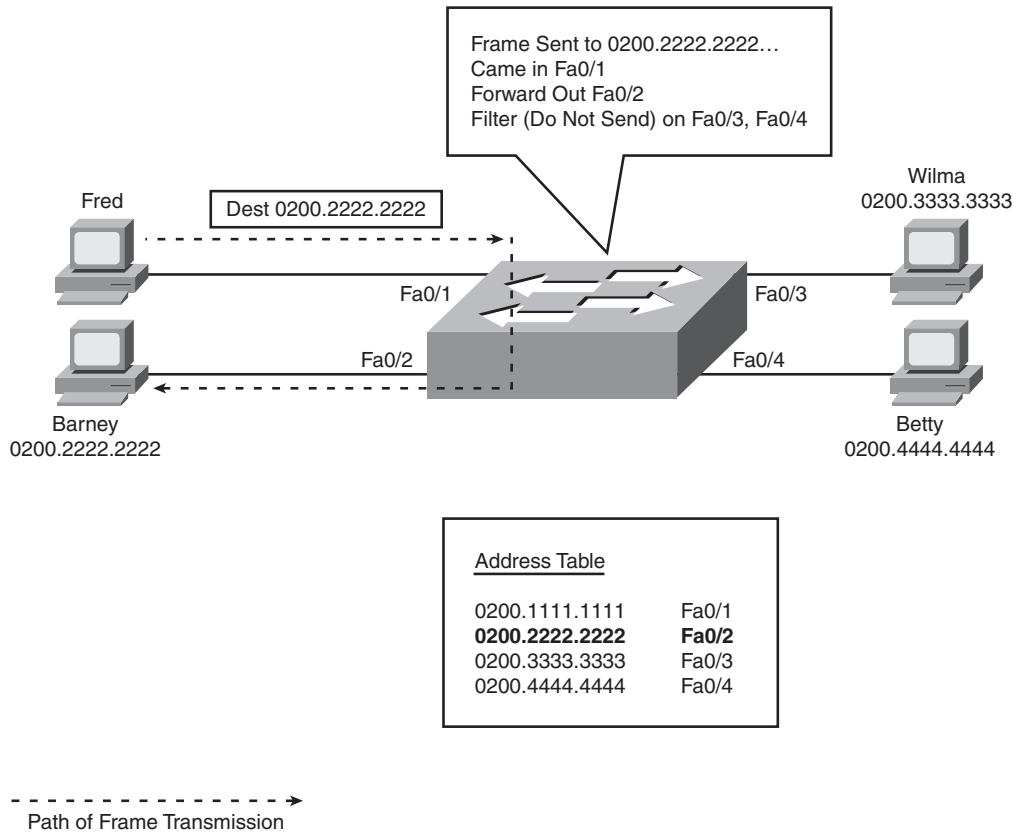 Frame Sent to 0200.2222.2222…
Came in Fa0/1
Forward Out Fa0/2
Filter (Do Not Send) on Fa0/3, Fa0/4
Fred
Dest 0200.2222.2222
Wilma
0200.3333.3333
Fa0/1
Fa0/3
Fa0/2
Fa0/4
Barney
0200.2222.2222
Betty
0200.4444.4444
Address Table
0200.1111.1111 Fa0/1
0200.2222.2222 Fa0/2
0200.3333.3333 Fa0/3
0200.4444.4444 Fa0/4
Path of Frame Transmission